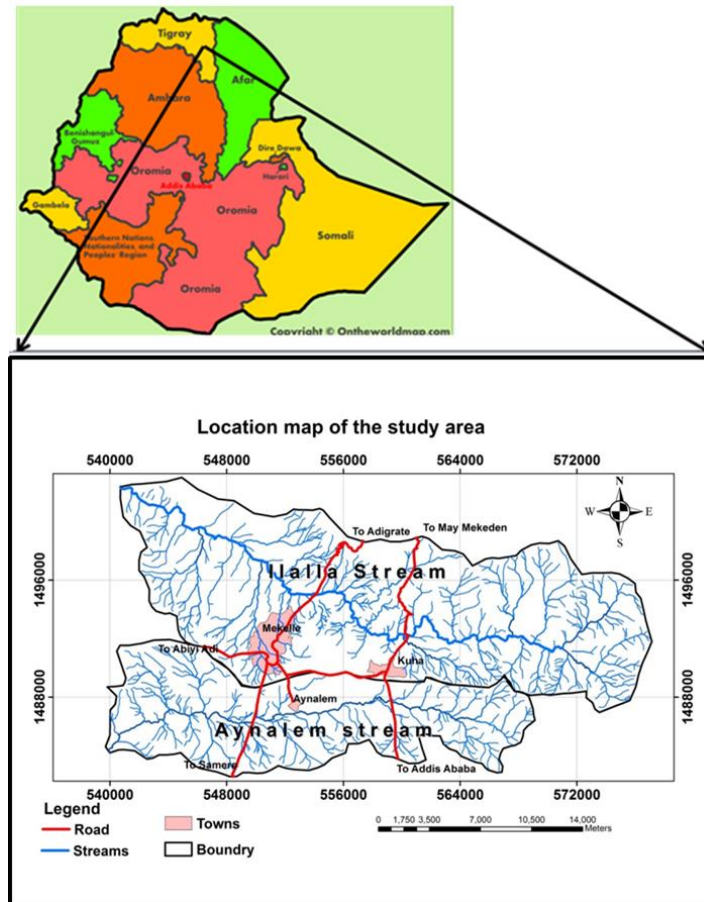 Tigray
Afar
Amhara
Benishangul-
Gumuz
Dire Dawa
Oromia
Harari
Addis Ababa
Gambela
Oromia
Somali
Southern Nations,
Nationalities, and
Peoples' Region
Oromia
Copyright © Ontheworldmap.com
Location map of the study area
540000 548000 556000 564000 572000
N
W E
S
To Adigrate To May Mekeden
1496000 1496000
Ilalla Stream
Mekelle
To Abiyi Adi
Kuha
1488000 1488000
Aynalem
Aynalem stream
To Samere
To Addis Ababa
540000 548000 556000 564000 572000
Legend
Road
Towns
Streams
Boundry
0 1,750 3,500 7,000 10,500 14,000
Meters